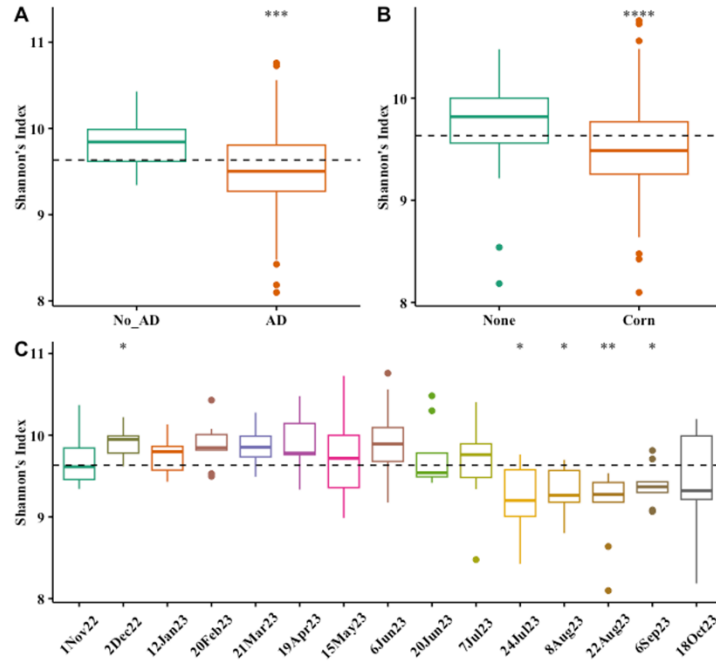 A
***
11
10
9
8
Shannon's Index
No_AD
AD
B
****
10
9
8
Shannon's Index
None
Corn
C
*
*
*
**
*
11
10
9
8
Shannon's Index
1Nov22
2Dec22
12Jan23
20Feb23
21Mar23
19Apr23
15May23
6Jun23
20Jun23
7Jul23
24Jul23
8Aug23
22Aug23
6Sep23
18Oct23